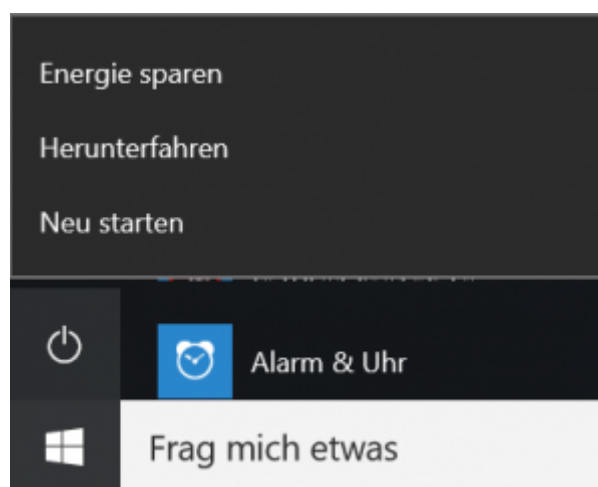 Energie sparen
Herunterfahren
Neu starten
Alarm & Uhr
Frag mich etwas